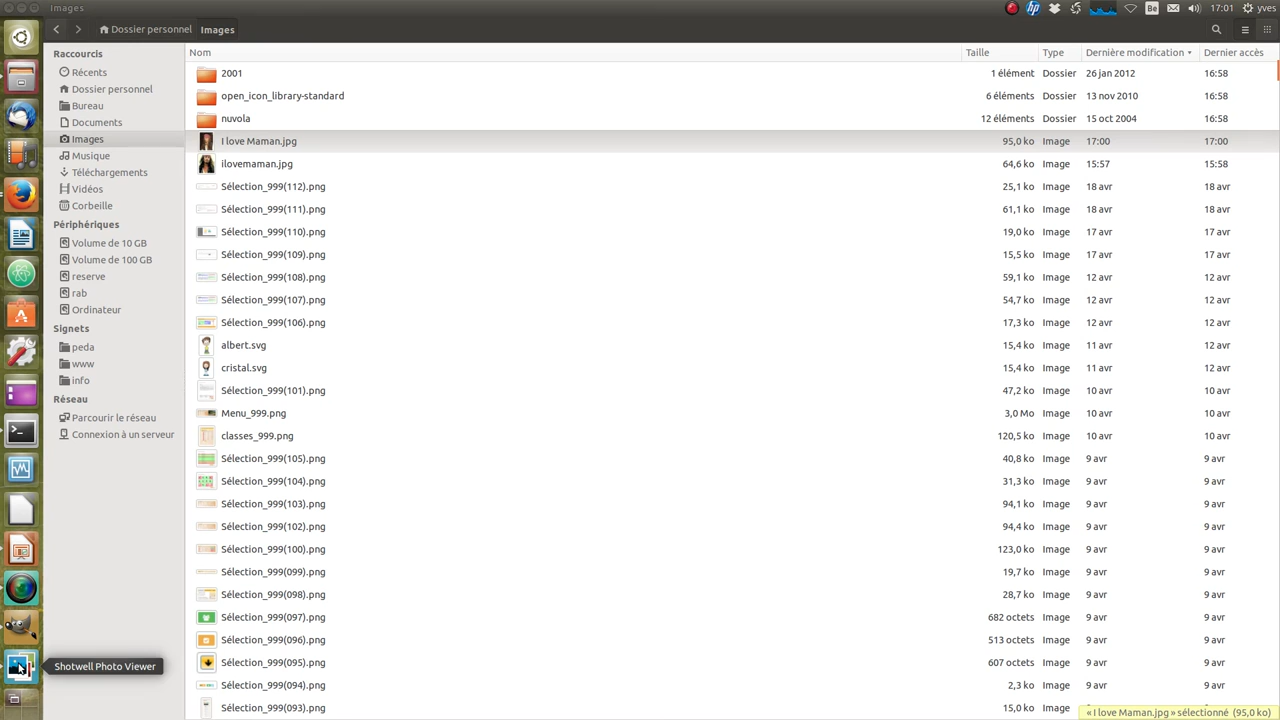 Images
Be
17:01
yves
Dossier personnel
Images
Raccourcis
Récents
Dossier personnel
Bureau
Documents
Images
Musique
Téléchargements
Vidéos
Corbeille
Périphériques
Volume de 10 GB
Volume de 100 GB
reserve
rab
Ordinateur
Signets
peda
www
info
Réseau
Parcourir le réseau
Connexion à un serveur
Nom Taille Type Dernière modification Dernier accès
2001 1 élément Dossier 26 jan 2012 16:58
open_icon_library-standard 6 éléments Dossier 13 nov 2010 16:58
nuvola 12 éléments Dossier 15 oct 2004 16:58
I love Maman.jpg 95,0 ko Image 17:00 17:00
ilovemaman.jpg 64,6 ko Image 15:57 15:58
Sélection_999(112).png 25,1 ko Image 18 avr 18 avr
Sélection_999(111).png 61,1 ko Image 18 avr 18 avr
Sélection_999(110).png 19,0 ko Image 17 avr 17 avr
Sélection_999(109).png 15,5 ko Image 17 avr 17 avr
Sélection_999(108).png 59,1 ko Image 12 avr 12 avr
Sélection_999(107).png 54,7 ko Image 12 avr 12 avr
Sélection_999(106).png 77,3 ko Image 12 avr 12 avr
albert.svg 15,4 ko Image 11 avr 12 avr
cristal.svg 15,4 ko Image 11 avr 12 avr
Sélection_999(101).png 47,2 ko Image 10 avr 10 avr
Menu_999.png 3,0 Mo Image 10 avr 10 avr
classes_999.png 120,5 ko Image 10 avr 10 avr
Sélection_999(105).png 40,8 ko Image 9 avr 9 avr
Sélection_999(104).png 31,3 ko Image 9 avr 9 avr
Sélection_999(103).png 94,1 ko Image 9 avr 9 avr
Sélection_999(102).png 94,4 ko Image 9 avr 9 avr
Sélection_999(100).png 123,0 ko Image 9 avr 9 avr
Sélection_999(099).png 19,7 ko Image 9 avr 9 avr
Sélection_999(098).png 28,7 ko Image 9 avr 9 avr
Sélection_999(097).png 682 octets Image 9 avr 9 avr
Sélection_999(096).png 513 octets Image 9 avr 9 avr
Sélection_999(095).png 607 octets Image 9 avr 9 avr
Sélection_999(094).png 2,3 ko Image 9 avr 9 avr
Sélection_999(093).png 15,0 ko Image 9 avr 9 avr
Shotwell Photo Viewer
« I love Maman.jpg » sélectionné (95,0 ko)